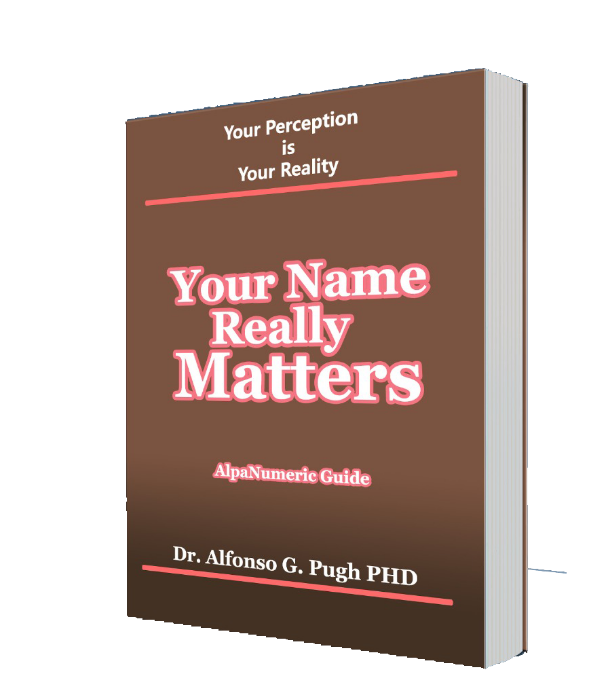 Your Perception
is
Your Reality
Your Name
Really
Matters
AlpaNumeric Guide
Dr. Alfonso G. Pugh PHD